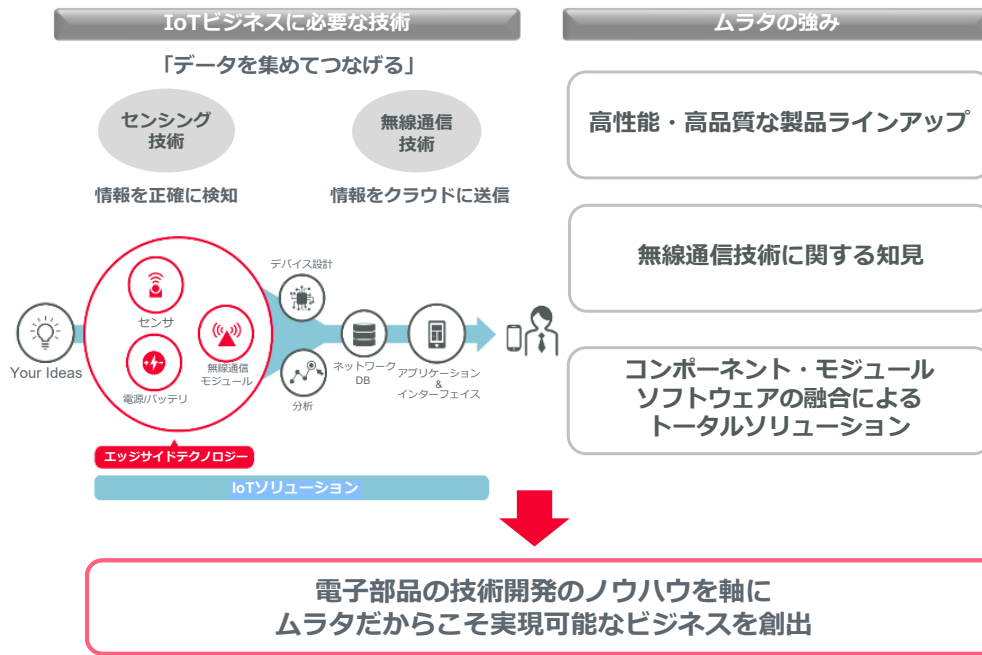 IoTビジネスに必要な技術
「データを集めてつなげる」
センシング
技術
無線通信
技術
情報を正確に検知
情報をクラウドに送信
Your Ideas
センサ
電源/バッテリ
無線通信
モジュール
デバイス設計
分析
ネットワーク
DB
アプリケーション
&
インターフェイス
エッジサイドテクノロジー
IoTソリューション
ムラタの強み
高性能・高品質な製品ラインアップ
無線通信技術に関する知見
コンポーネント・モジュール
ソフトウェアの融合による
トータルソリューション
電子部品の技術開発のノウハウを軸に
ムラタだからこそ実現可能なビジネスを創出